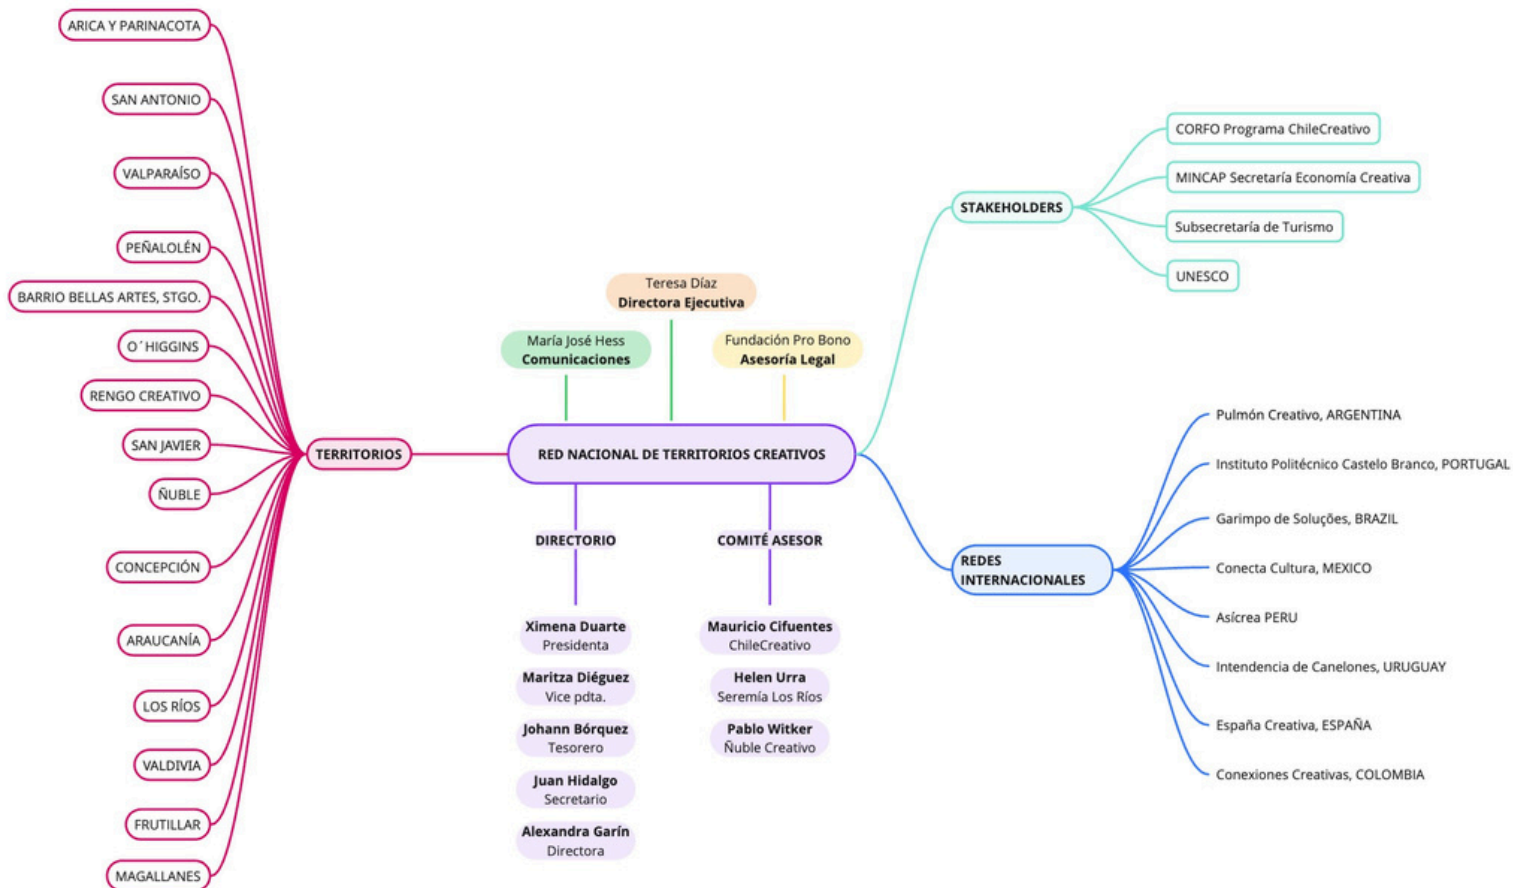 ARICA Y PARINACOTA
SAN ANTONIO
VALPARAÍSO
PEÑALOLÉN
BARRIO BELLAS ARTES, STGO.
O´HIGGINS
RENGO CREATIVO
SAN JAVIER
ÑUBLE
CONCEPCIÓN
ARAUCANÍA
LOS RÍOS
VALDIVIA
FRUTILLAR
MAGALLANES
TERRITORIOS
Teresa Díaz
Directora Ejecutiva
María José Hess
Comunicaciones
Fundación Pro Bono
Asesoría Legal
RED NACIONAL DE TERRITORIOS CREATIVOS
DIRECTORIO
Ximena Duarte
Presidenta
Maritza Diéguez
Vice pdta.
Johann Bórquez
Tesorero
Juan Hidalgo
Secretario
Alexandra Garín
Directora
COMITÉ ASESOR
Mauricio Cifuentes
ChileCreativo
Helen Urra
Seremía Los Ríos
Pablo Witker
Ñuble Creativo
STAKEHOLDERS
CORFO Programa ChileCreativo
MINCAP Secretaría Economía Creativa
Subsecretaría de Turismo
UNESCO
REDES
INTERNACIONALES
Pulmón Creativo, ARGENTINA
Instituto Politécnico Castelo Branco, PORTUGAL
Garimpo de Soluções, BRAZIL
Conecta Cultura, MEXICO
Asícrea PERU
Intendencia de Canelones, URUGUAY
España Creativa, ESPAÑA
Conexiones Creativas, COLOMBIA